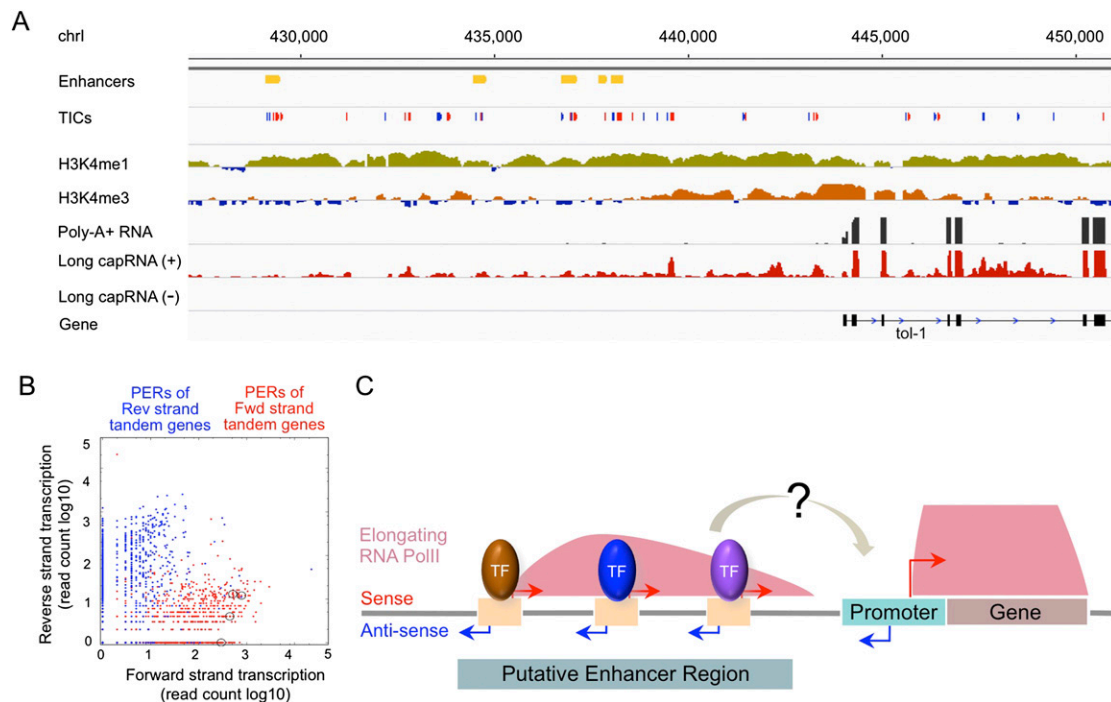 A
chrI 430,000 435,000 440,000 445,000 450,000
Enhancers
TICs
H3K4me1
H3K4me3
Poly-A+ RNA
Long capRNA (+)
Long capRNA (-)
Gene
tol-1
B
PERs of
Rev strand
tandem genes
PERs of
Fwd strand
tandem genes
Reverse strand transcription
(read count log10)
5
4
3
2
1
0
0 1 2 3 4 5
Forward strand transcription
(read count log10)
C
?
Elongating
RNA PolII
TF TF TF
Sense
Anti-sense
Promoter Gene
Putative Enhancer Region